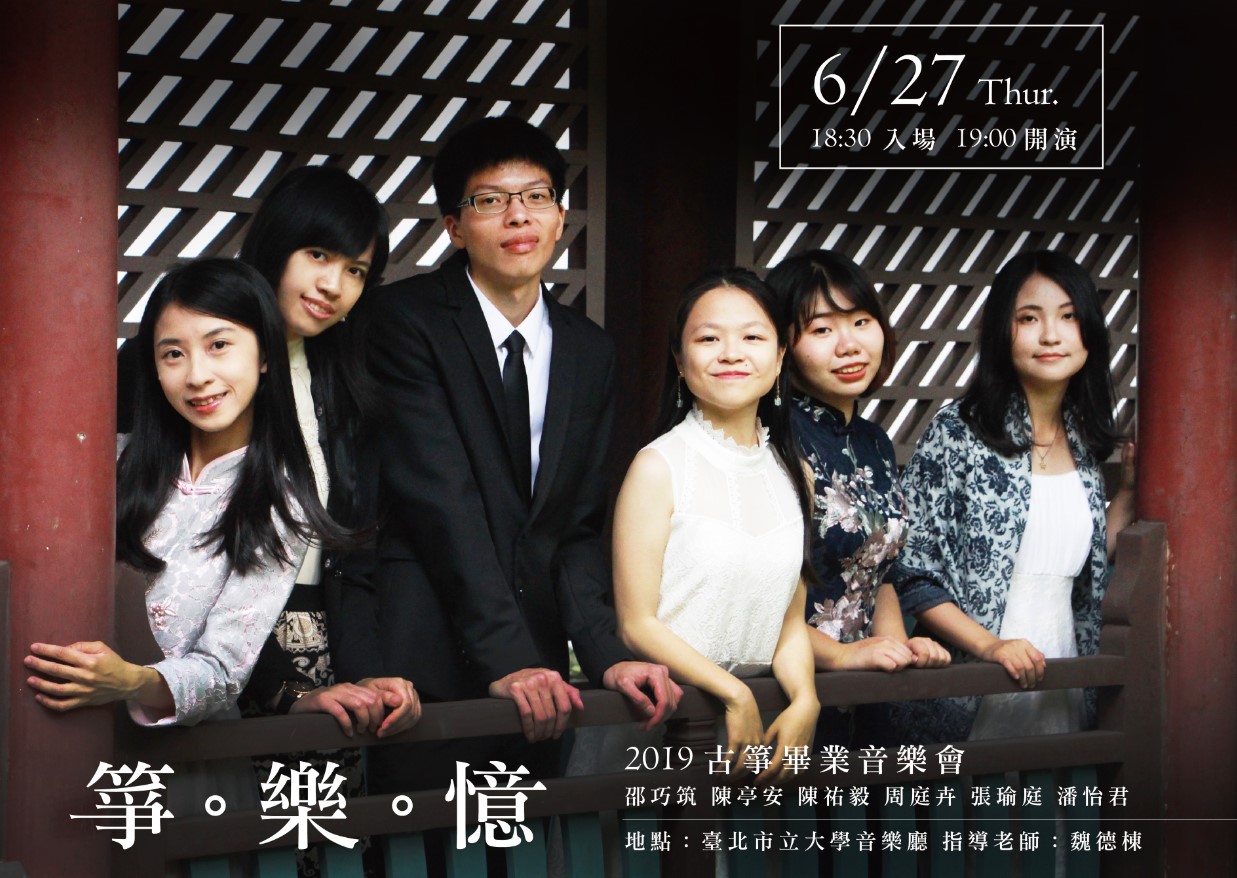 6/27 Thur.
18:30 入場 19:00 開演
箏。樂。憶
2019 古箏畢業音樂會
邵巧筑 陳亭安 陳祐毅 周庭卉 張瑜庭 潘怡君
地點：臺北市立大學音樂廳 指導老師：魏德棟